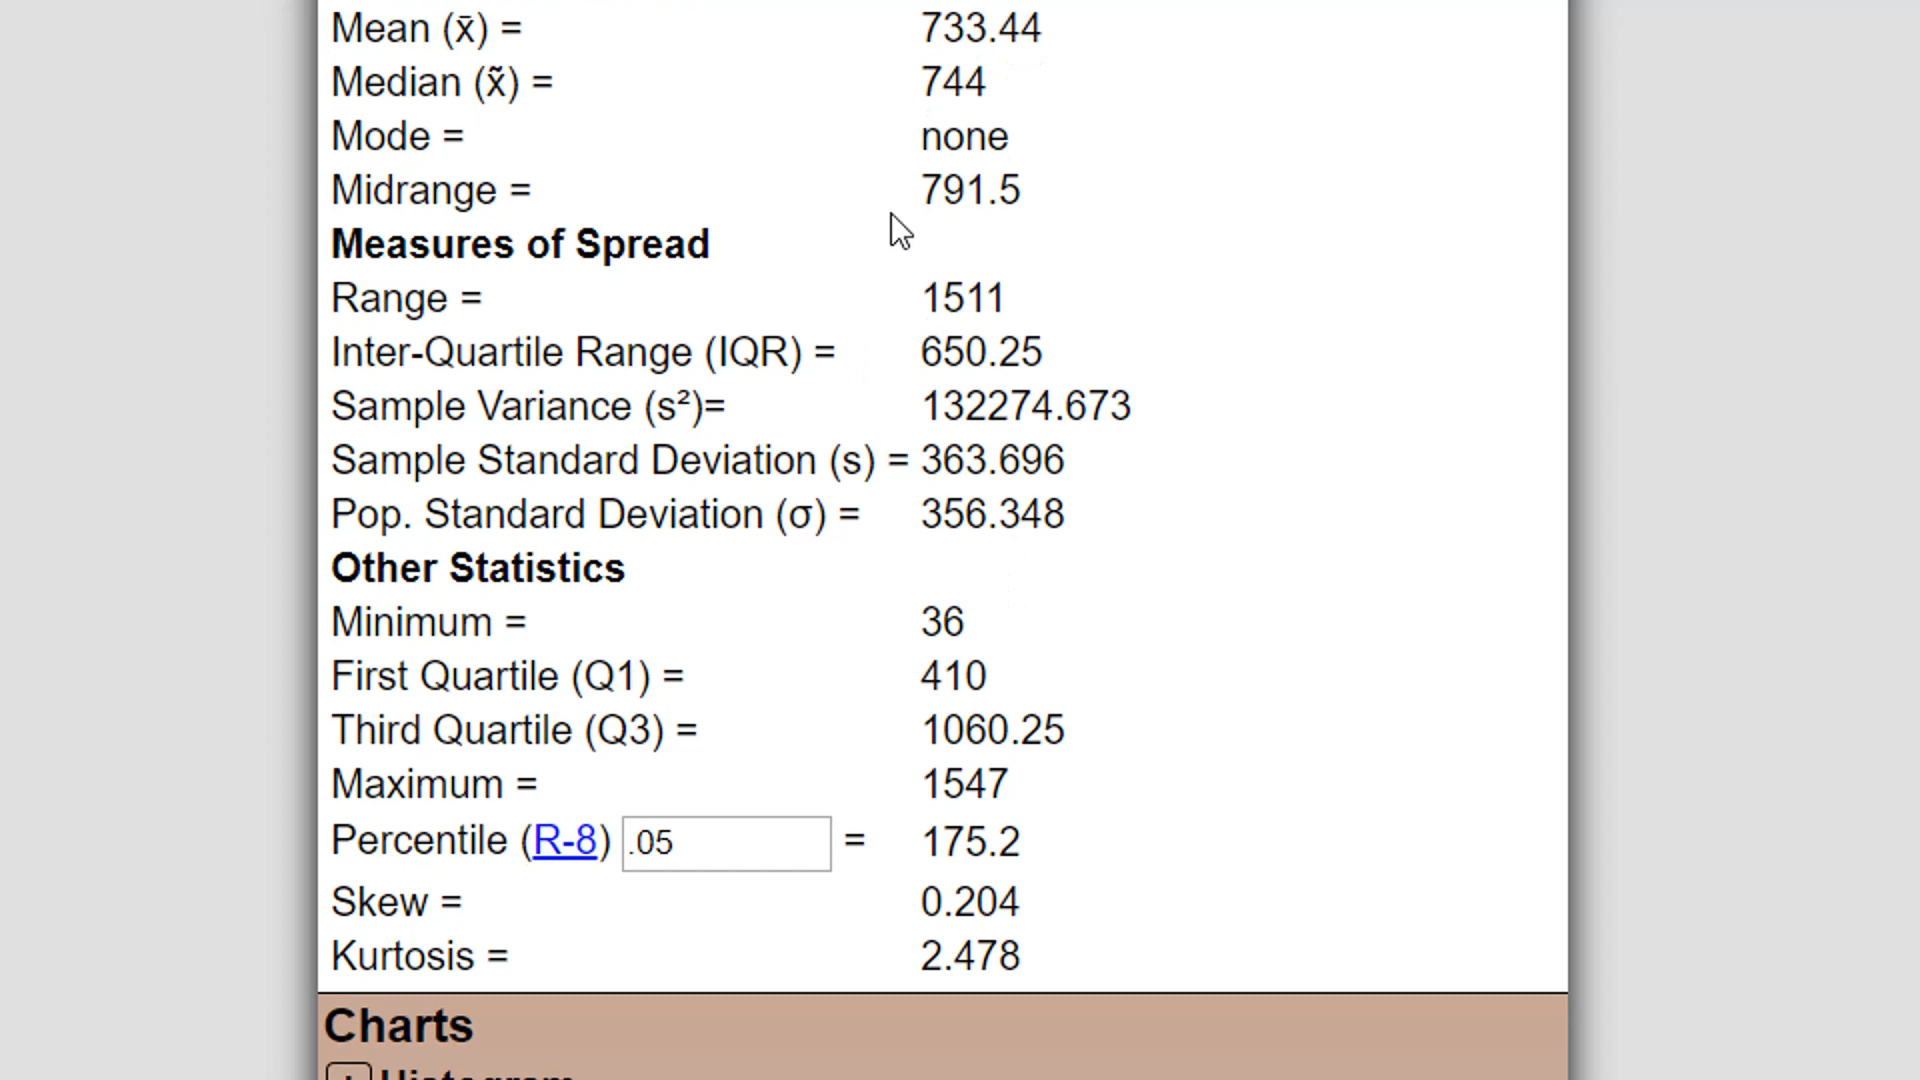 Mean (x̄) = 733.44
Median (x̃) = 744
Mode = none
Midrange = 791.5
Measures of Spread
Range = 1511
Inter-Quartile Range (IQR) = 650.25
Sample Variance (s²)= 132274.673
Sample Standard Deviation (s) = 363.696
Pop. Standard Deviation (σ) = 356.348
Other Statistics
Minimum = 36
First Quartile (Q1) = 410
Third Quartile (Q3) = 1060.25
Maximum = 1547
Percentile (R-8) .05 = 175.2
Skew = 0.204
Kurtosis = 2.478
Charts
Histogram